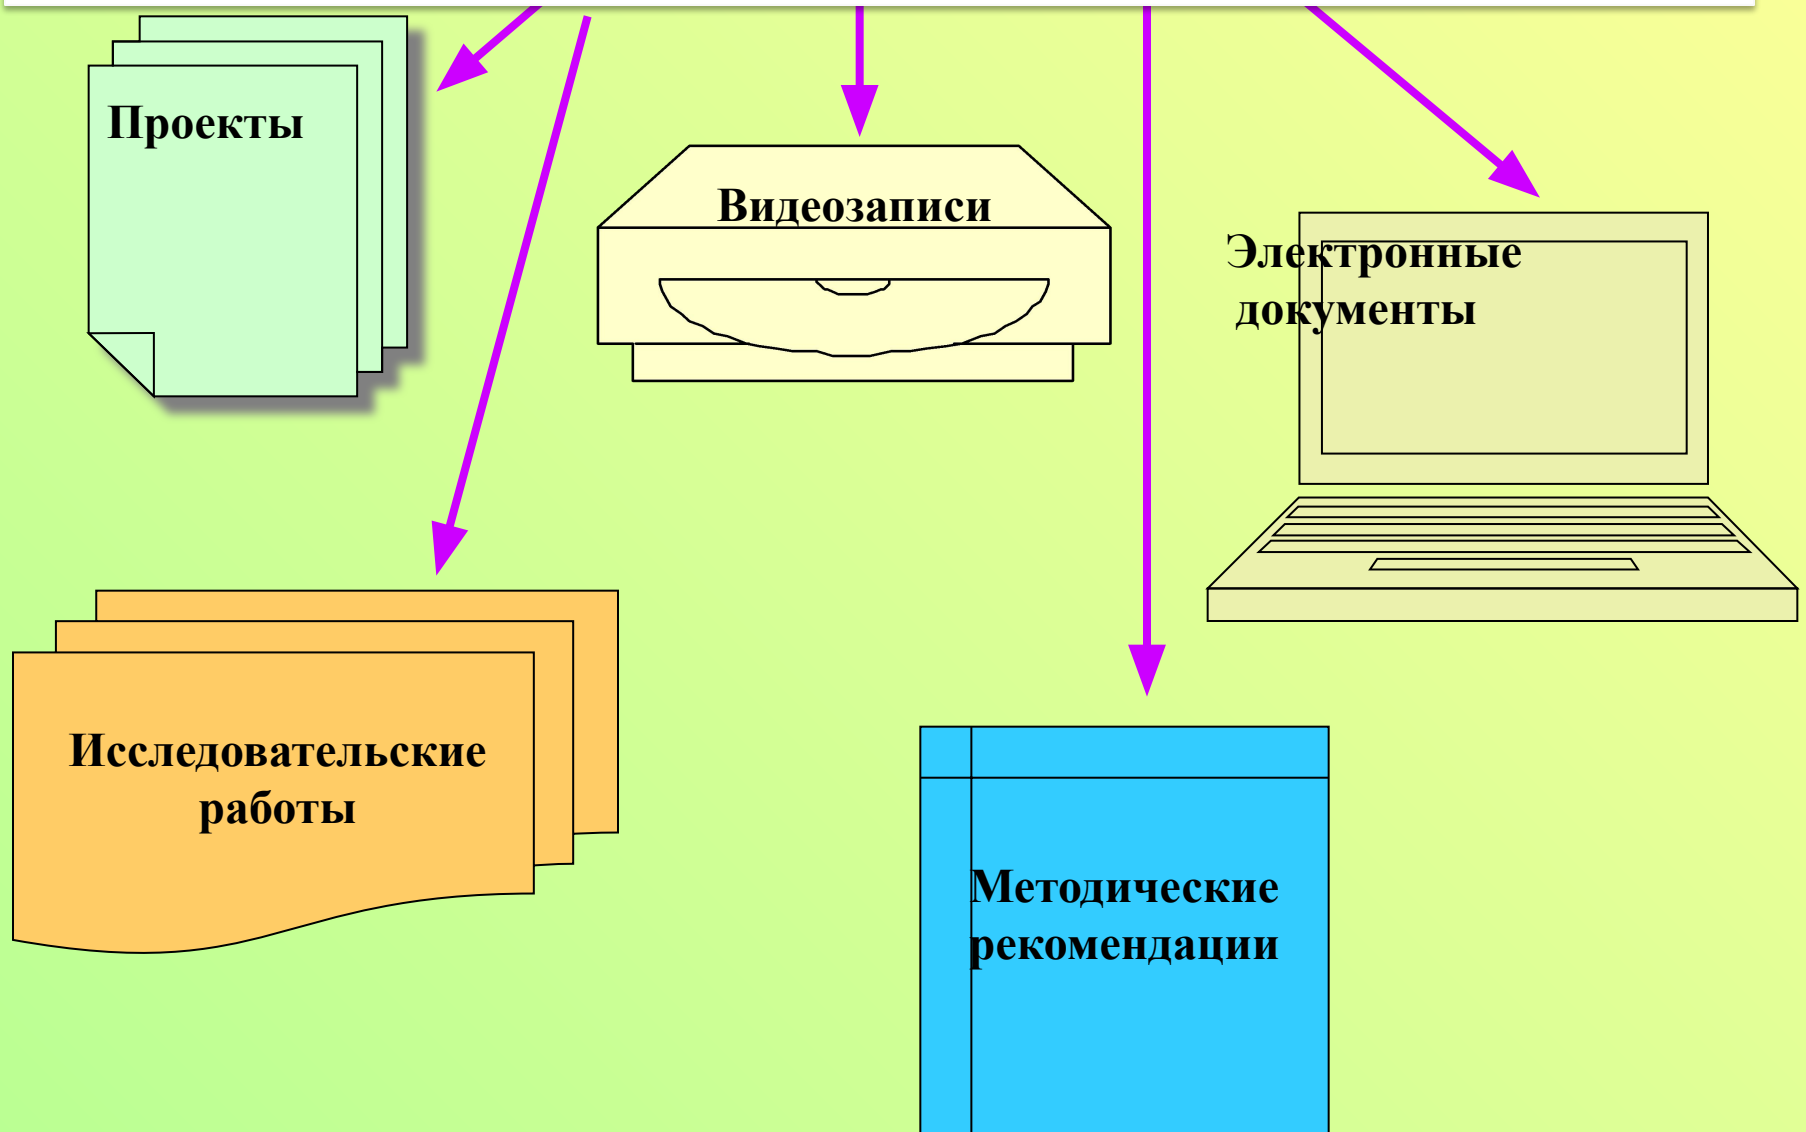 Проекты
Видеозаписи
Электронные
документы
Исследовательские
работы
Методические
рекомендации